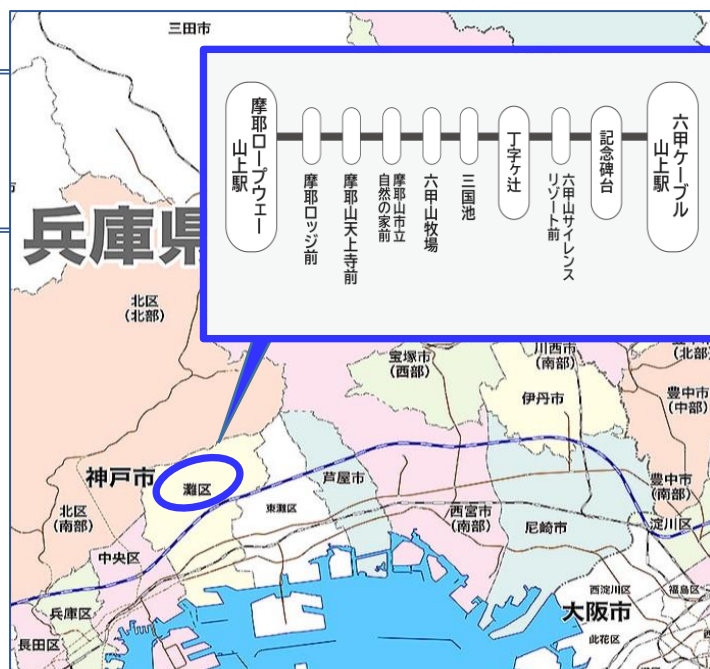 三田市
摩耶ロープウェー
山上駅
摩耶ロッジ前
摩耶山天上寺前
摩耶山市立
自然の家前
六甲山牧場
三国池
丁字ヶ辻
六甲山サイレンス
リゾート前
記念碑台
六甲ケーブル
山上駅
兵庫県
北区
(北部)
宝塚市
(西部)
川西市
(南部)
(北部)
伊丹市
豊中市
(中部)
神戸市
灘区
芦屋市
東灘区
西宮市
(南部)
尼崎市
豊中市
(南部)
淀川区
北区
(南部)
中央区
兵庫区
長田区
西淀川区
福島区
大阪市
此花区